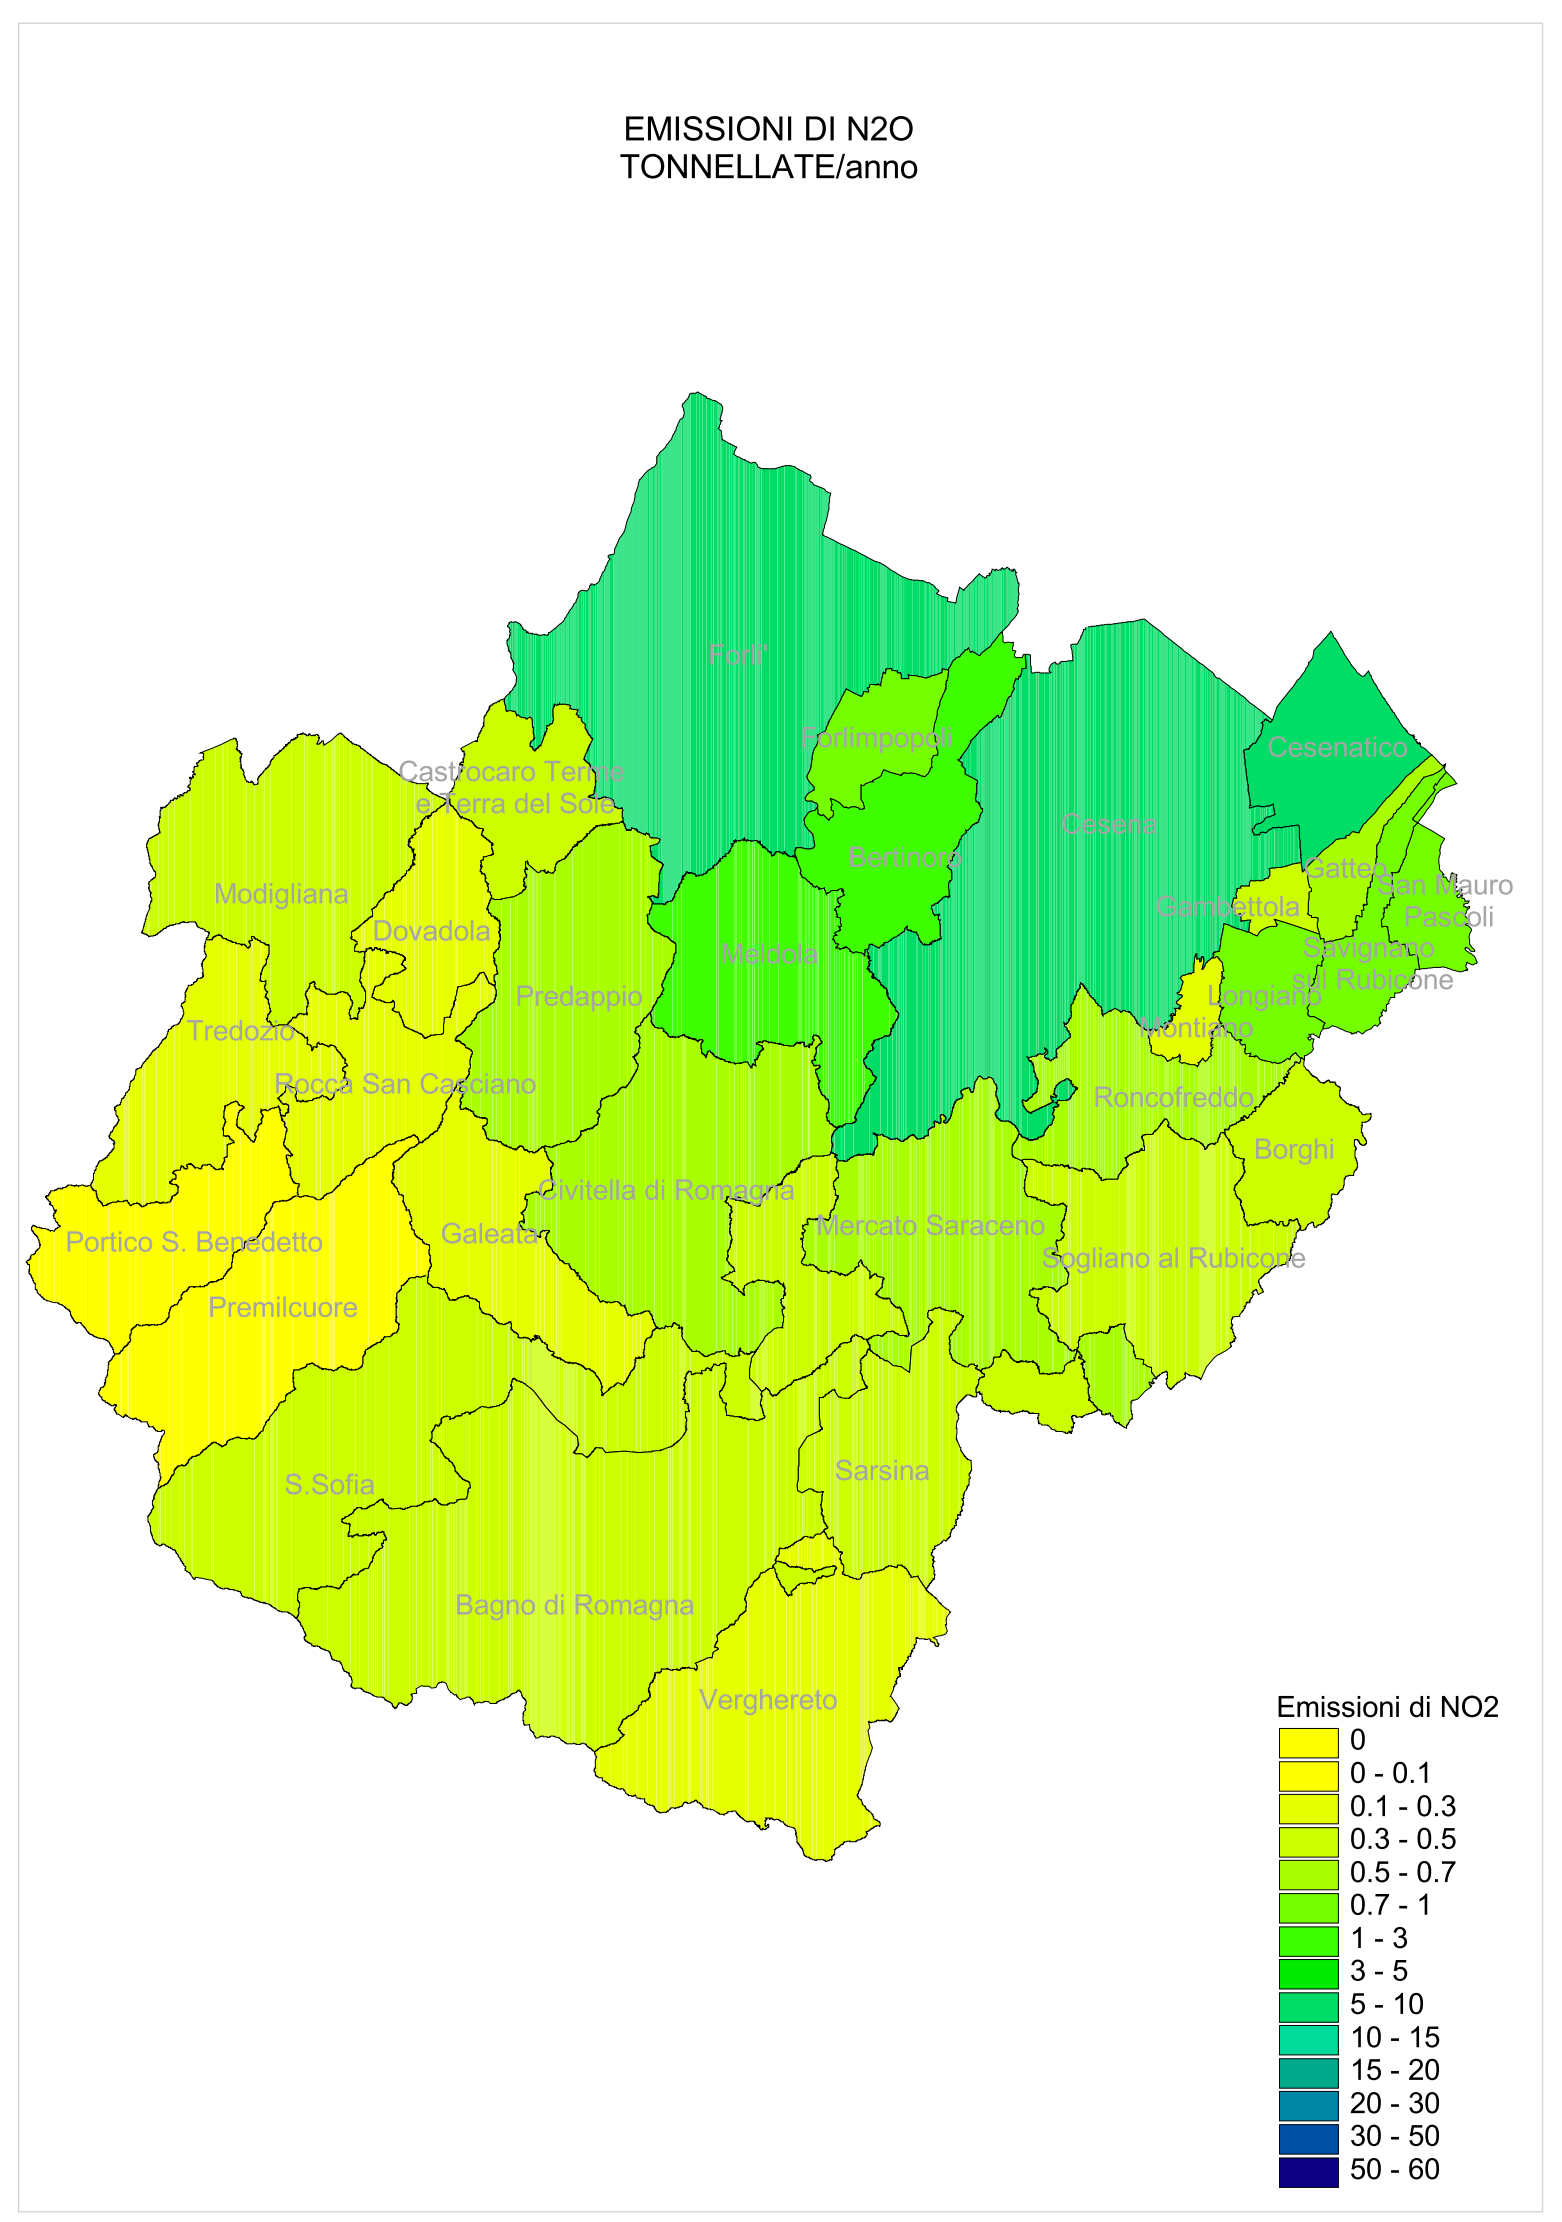 EMISSIONI DI N2O
TONNELLATE/anno
Forli'
Forlimpopoli
Cesenatico
Castrocaro Terme
e Terra del Sole
Cesena
Bertinoro
Gatteo
San Mauro
Pascoli
Modigliana
Gambettola
Dovadola
Meldola
Savignano
sul Rubicone
Predappio
Longiano
Tredozio
Montiano
Rocca San Casciano
Roncofreddo
Borghi
Civitella di Romagna
Mercato Saraceno
Galeata
Portico S. Benedetto
Sogliano al Rubicone
Premilcuore
Sarsina
S.Sofia
Bagno di Romagna
Verghereto
Emissioni di NO2
0
0 - 0.1
0.1 - 0.3
0.3 - 0.5
0.5 - 0.7
0.7 - 1
1 - 3
3 - 5
5 - 10
10 - 15
15 - 20
20 - 30
30 - 50
50 - 60